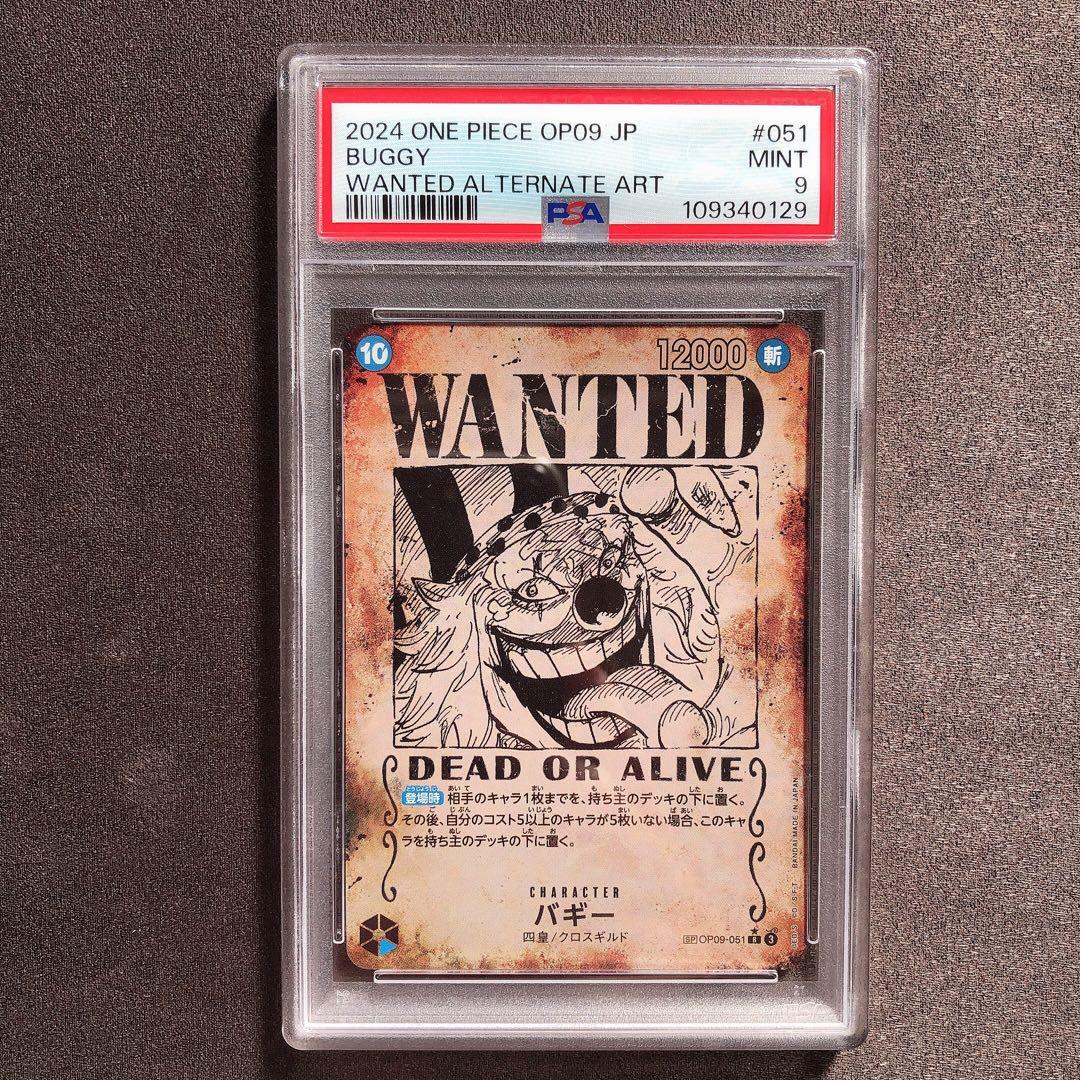 2024 ONE PIECE OP09 JP #051
BUGGY MINT
WANTED ALTERNATE ART 9
PSA 109340129
10 12000 斬
WANTED
DEAD OR ALIVE
登場時 相手のキャラ1枚までを、持ち主のデッキの下に置く。
その後、自分のコスト5以上のキャラが5枚いない場合、このキャ
ラを持ち主のデッキの下に置く。
CHARACTER
バギー
四皇/クロスギルド
SP OP09-051 R 3
BANDAI MADE IN JAPAN